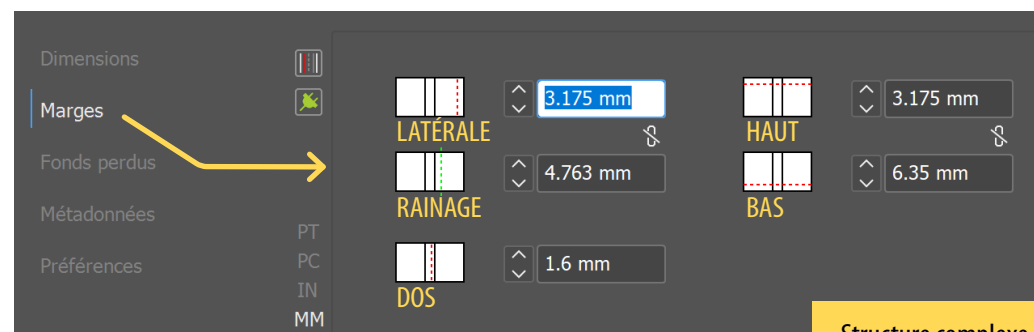 Dimensions
Marges
Fonds perdus
Métadonnées
Préférences
PT
PC
IN
MM
3.175 mm
LATÉRALE
4.763 mm
RAINAGE
1.6 mm
DOS
3.175 mm
HAUT
6.35 mm
BAS
Structure complexe